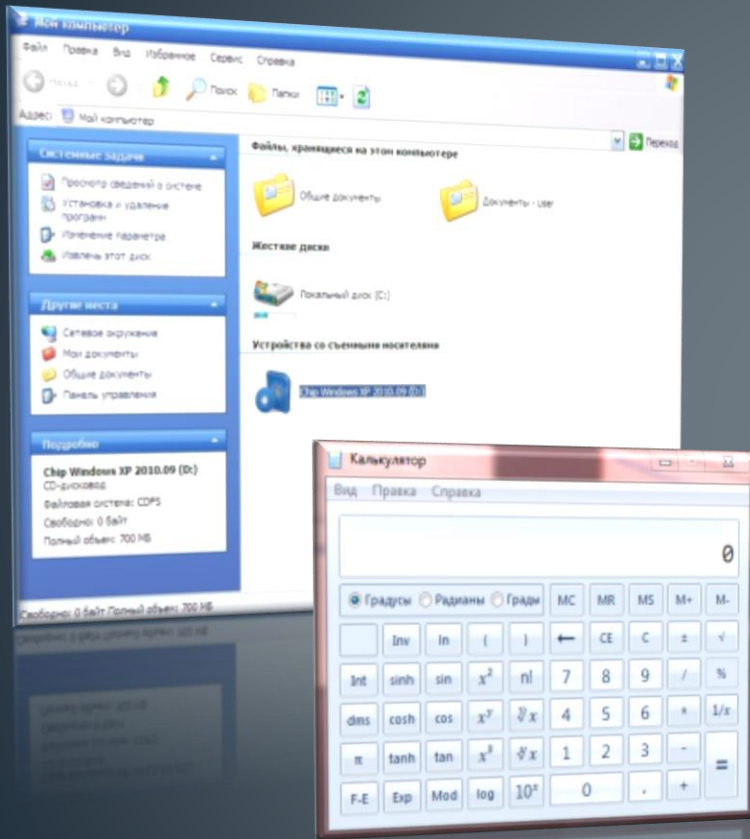 Мой компьютер
Файл Правка Вид Избранное Сервис Справка
Назад Поиск Папки
Адрес: Мой компьютер Переход
Системные задачи
Просмотр сведений о системе
Установка и удаление
программ
Изменение параметра
Извлечь этот диск
Другие места
Сетевое окружение
Мои документы
Общие документы
Панель управления
Подробно
Chip Windows XP 2010.09 (D:)
CD-дисковод
Файловая система: CDFS
Свободно: 0 байт
Полный объем: 700 МБ
Файлы, хранящиеся на этом компьютере
Общие документы Документы - user
Жесткие диски
Локальный диск (C:)
Устройства со съемными носителями
Chip Windows XP 2010.09 (D:)
Свободно: 0 байт Полный объем: 700 МБ
Калькулятор
Вид Правка Справка
0
Градусы Радианы Грады MC MR MS M+ M-
Inv ln ( ) ← CE C ± √
Int sinh sin x² n! 7 8 9 / %
dms cosh cos xʸ ʸ√x 4 5 6 * 1/x
π tanh tan x³ ³√x 1 2 3 - =
F-E Exp Mod log 10ˣ 0 , +